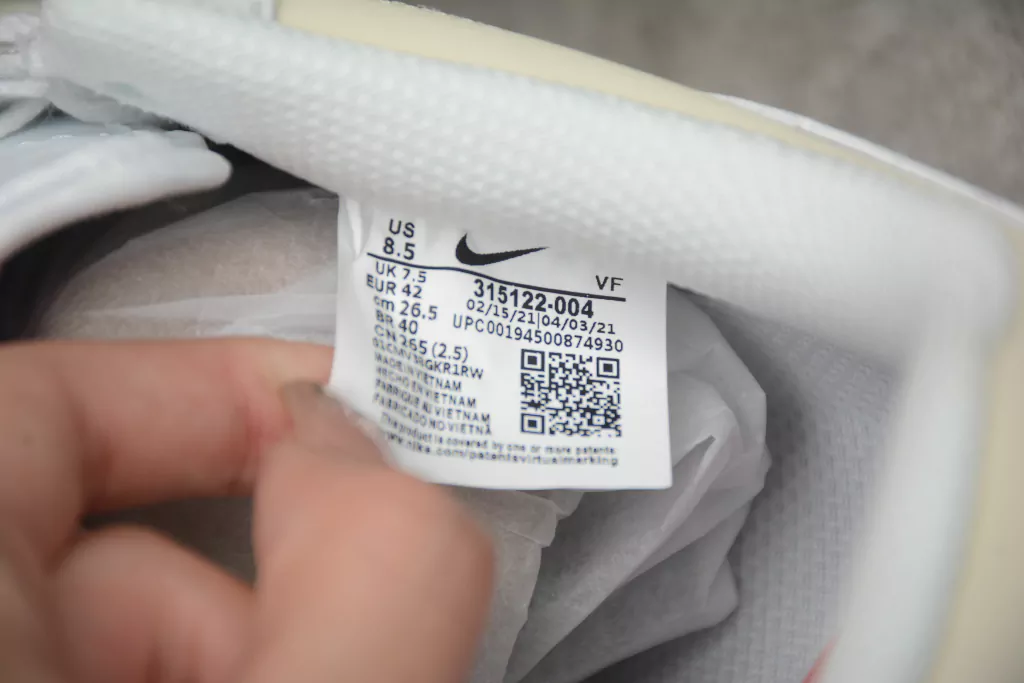 US
8.5
VF
UK 7.5
EUR 42
cm 26.5
BR 40
CN 265 (2.5)
315122-004
02/15/21|04/03/21
UPC00194500874930
MADE IN VIETNAM
HECHO EN VIETNAM
FABRIQUE NJ VIETNAM
FABRICADO NO VIETNÃ
This product is covered by one or more patents
www.nike.com/patentsvirtualmarking